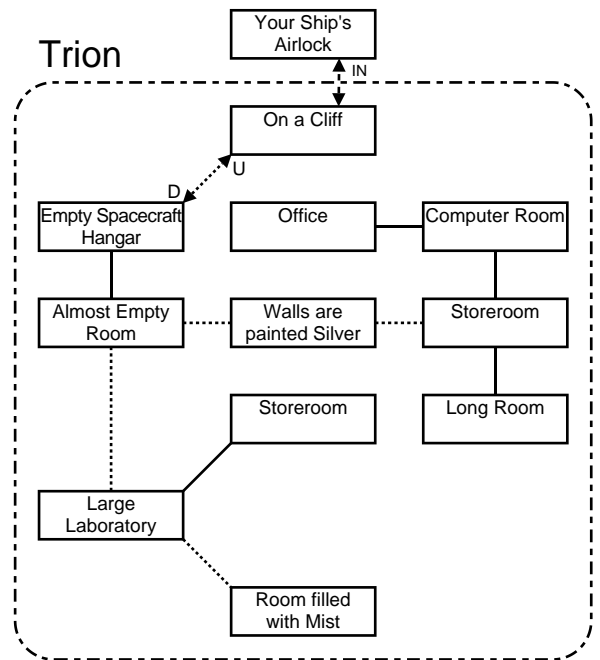 Your Ship's
Airlock
Trion
IN
On a Cliff
U
D
Empty Spacecraft
Hangar
Office
Computer Room
Almost Empty
Room
Walls are
painted Silver
Storeroom
Storeroom
Long Room
Large
Laboratory
Room filled
with Mist